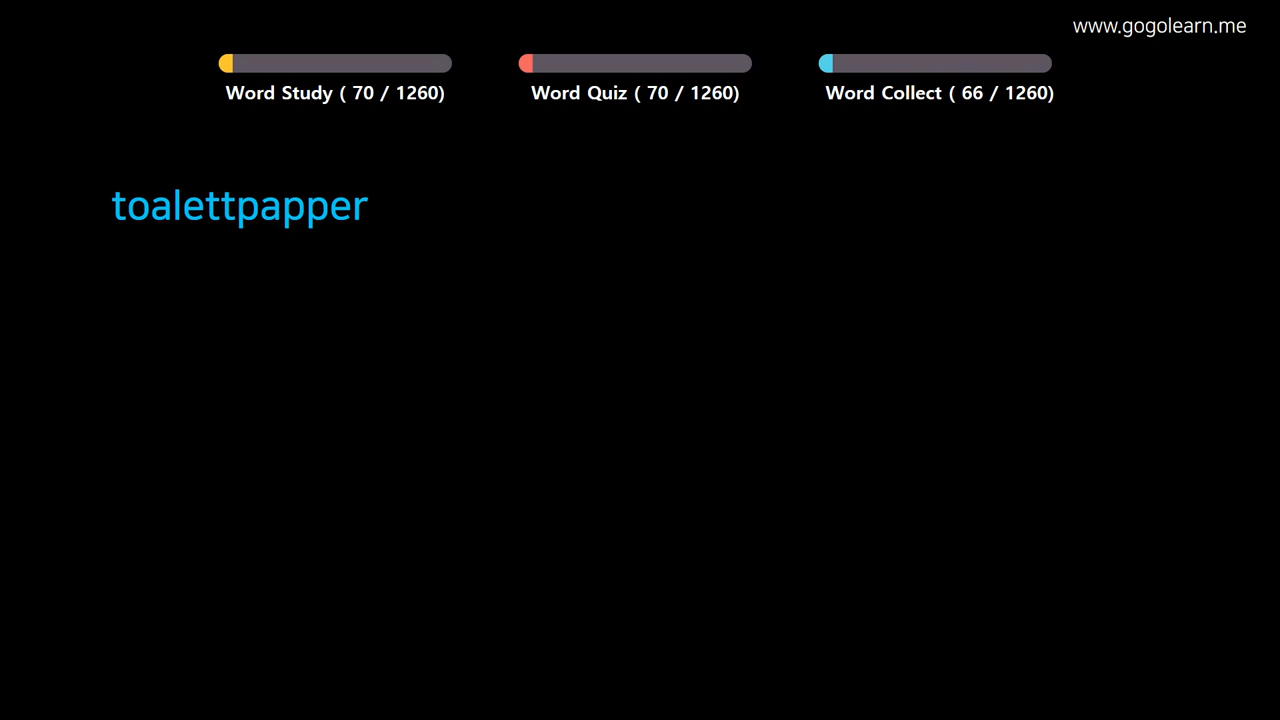 www.gogolearn.me
Word Study ( 70 / 1260)
Word Quiz ( 70 / 1260)
Word Collect ( 66 / 1260)
toalettpapper